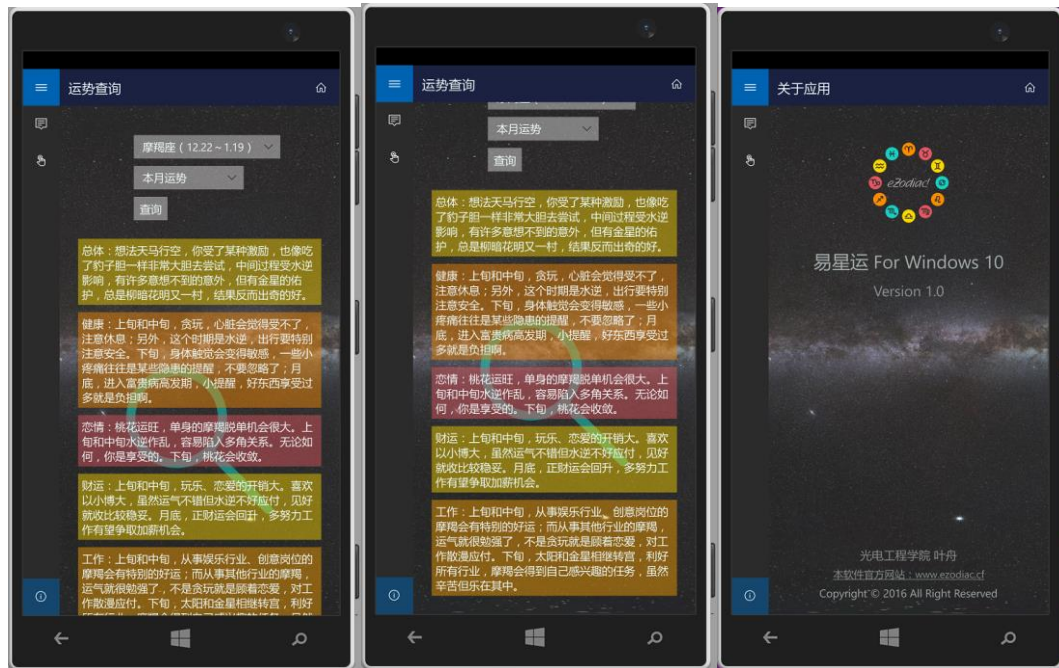 运势查询
摩羯座（12.22～1.19）
本月运势
查询
总体：想法天马行空，你受了某种激励，也像吃
了豹子胆一样非常大胆去尝试，中间过程受水逆
影响，有许多意想不到的意外，但有金星的佑
护，总是柳暗花明又一村，结果反而出奇的好。
健康：上旬和中旬，贪玩，心脏会觉得受不了，
注意休息；另外，这个时期是水逆，出行要特别
注意安全。下旬，身体触觉会变得敏感，一些小
疼痛往往是某些隐患的提醒，不要忽略了；月
底，进入富贵病高发期，小提醒，好东西享受过
多就是负担啊。
恋情：桃花运旺，单身的摩羯脱单机会很大。上
旬和中旬水逆作乱，容易陷入多角关系。无论如
何，你是享受的。下旬，桃花会收敛。
财运：上旬和中旬，玩乐、恋爱的开销大。喜欢
以小博大，虽然运气不错但水逆不好应付，见好
就收比较稳妥。月底，正财运会回升，多努力工
作有望争取加薪机会。
工作：上旬和中旬，从事娱乐行业、创意岗位的
摩羯会有特别的好运；而从事其他行业的摩羯，
运气就很勉强了，不是贪玩就是顾着恋爱，对工
作散漫应付。下旬，太阳和金星相继转宫，利好
运势查询
本月运势
查询
总体：想法天马行空，你受了某种激励，也像吃
了豹子胆一样非常大胆去尝试，中间过程受水逆
影响，有许多意想不到的意外，但有金星的佑
护，总是柳暗花明又一村，结果反而出奇的好。
健康：上旬和中旬，贪玩，心脏会觉得受不了，
注意休息；另外，这个时期是水逆，出行要特别
注意安全。下旬，身体触觉会变得敏感，一些小
疼痛往往是某些隐患的提醒，不要忽略了；月
底，进入富贵病高发期，小提醒，好东西享受过
多就是负担啊。
恋情：桃花运旺，单身的摩羯脱单机会很大。上
旬和中旬水逆作乱，容易陷入多角关系。无论如
何，你是享受的。下旬，桃花会收敛。
财运：上旬和中旬，玩乐、恋爱的开销大。喜欢
以小博大，虽然运气不错但水逆不好应付，见好
就收比较稳妥。月底，正财运会回升，多努力工
作有望争取加薪机会。
工作：上旬和中旬，从事娱乐行业、创意岗位的
摩羯会有特别的好运；而从事其他行业的摩羯，
运气就很勉强了，不是贪玩就是顾着恋爱，对工
作散漫应付。下旬，太阳和金星相继转宫，利好
所有行业，摩羯会得到自己感兴趣的任务，虽然
辛苦但乐在其中。
关于应用
eZodiac!
易星运 For Windows 10
Version 1.0
光电工程学院 叶舟
本软件官方网站：www.ezodiac.cf
Copyright © 2016 All Right Reserved